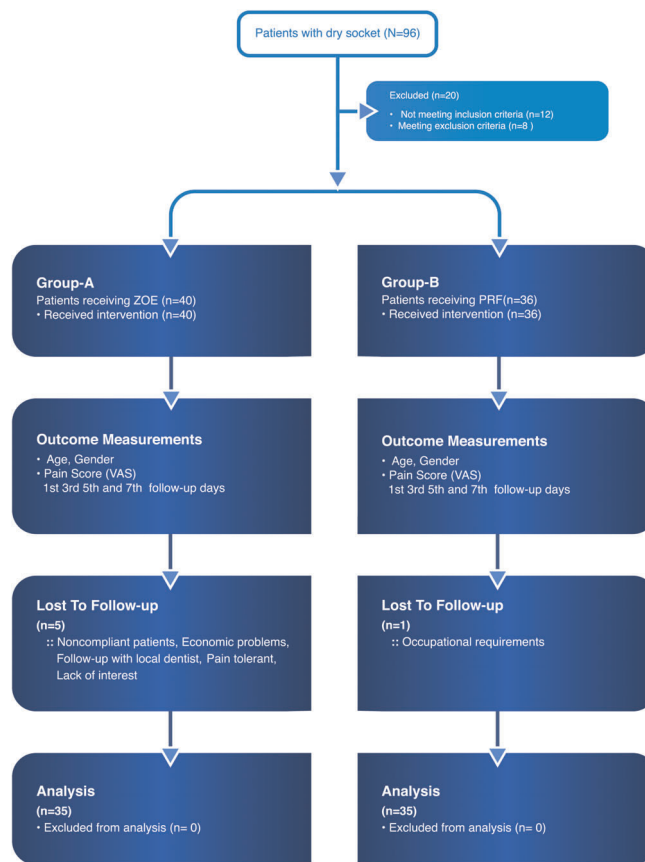 Patients with dry socket (N=96)
Excluded (n=20)
• Not meeting inclusion criteria (n=12)
• Meeting exclusion criteria (n=8 )
Group-A
Patients receiving ZOE (n=40)
• Received intervention (n=40)
Group-B
Patients receiving PRF(n=36)
• Received intervention (n=36)
Outcome Measurements
• Age, Gender
• Pain Score (VAS)
1st 3rd 5th and 7th follow-up days
Outcome Measurements
• Age, Gender
• Pain Score (VAS)
1st 3rd 5th and 7th follow-up days
Lost To Follow-up
(n=5)
:: Noncompliant patients, Economic problems,
Follow-up with local dentist, Pain tolerant,
Lack of interest
Lost To Follow-up
(n=1)
:: Occupational requirements
Analysis
(n=35)
• Excluded from analysis (n= 0)
Analysis
(n=35)
• Excluded from analysis (n= 0)